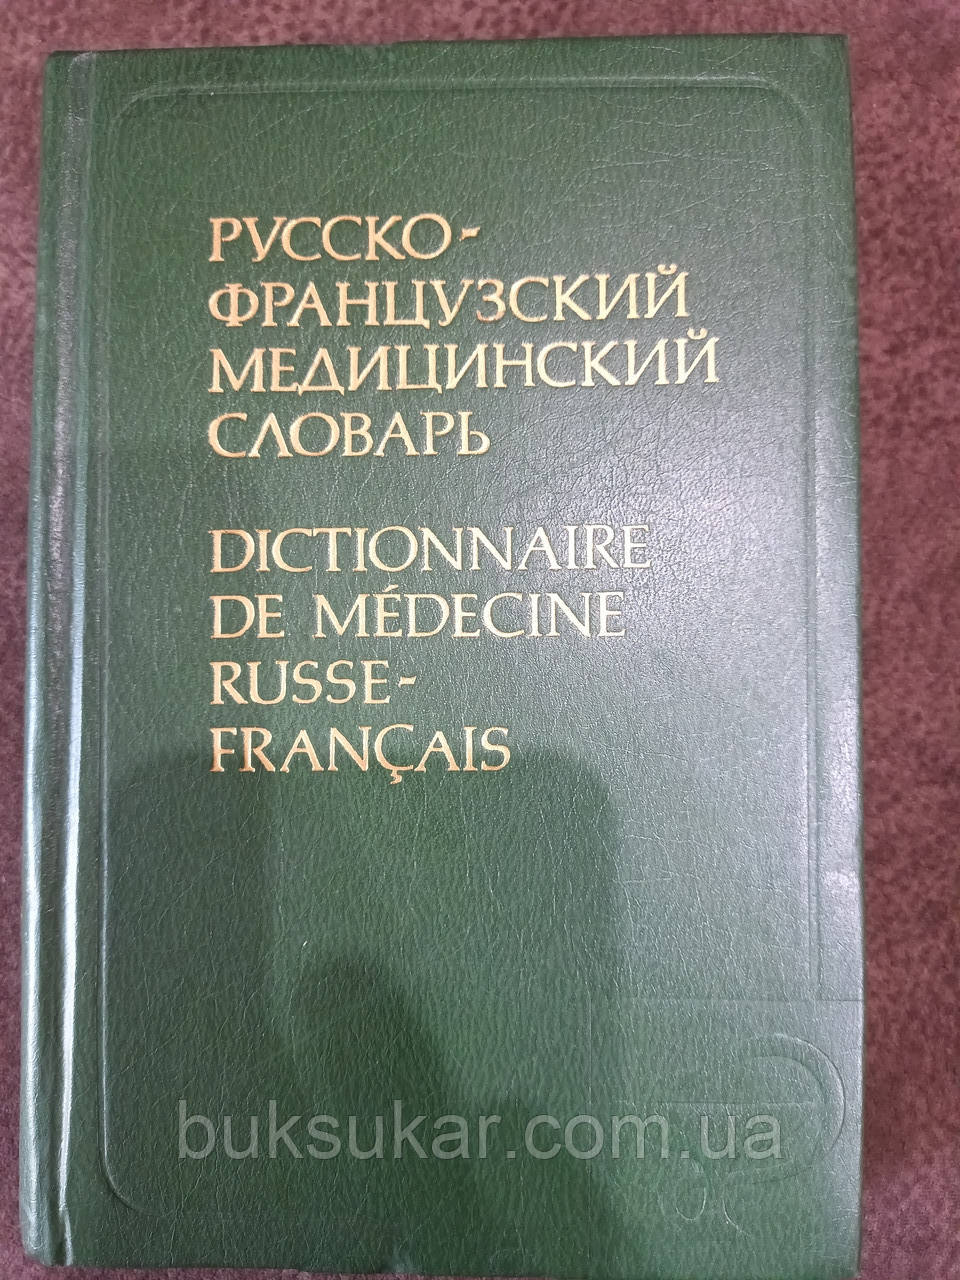 РУССКО-
ФРАНЦУЗСКИЙ
МЕДИЦИНСКИЙ
СЛОВАРЬ
DICTIONNAIRE
DE MÉDECINE
RUSSE-
FRANÇAIS
buksukar.com.ua